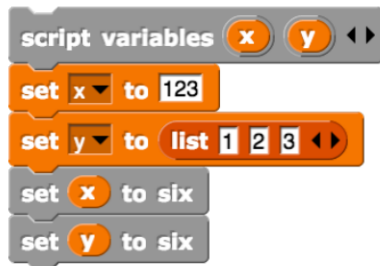 script variables x y
set x to 123
set y to list 1 2 3
set x to six
set y to six